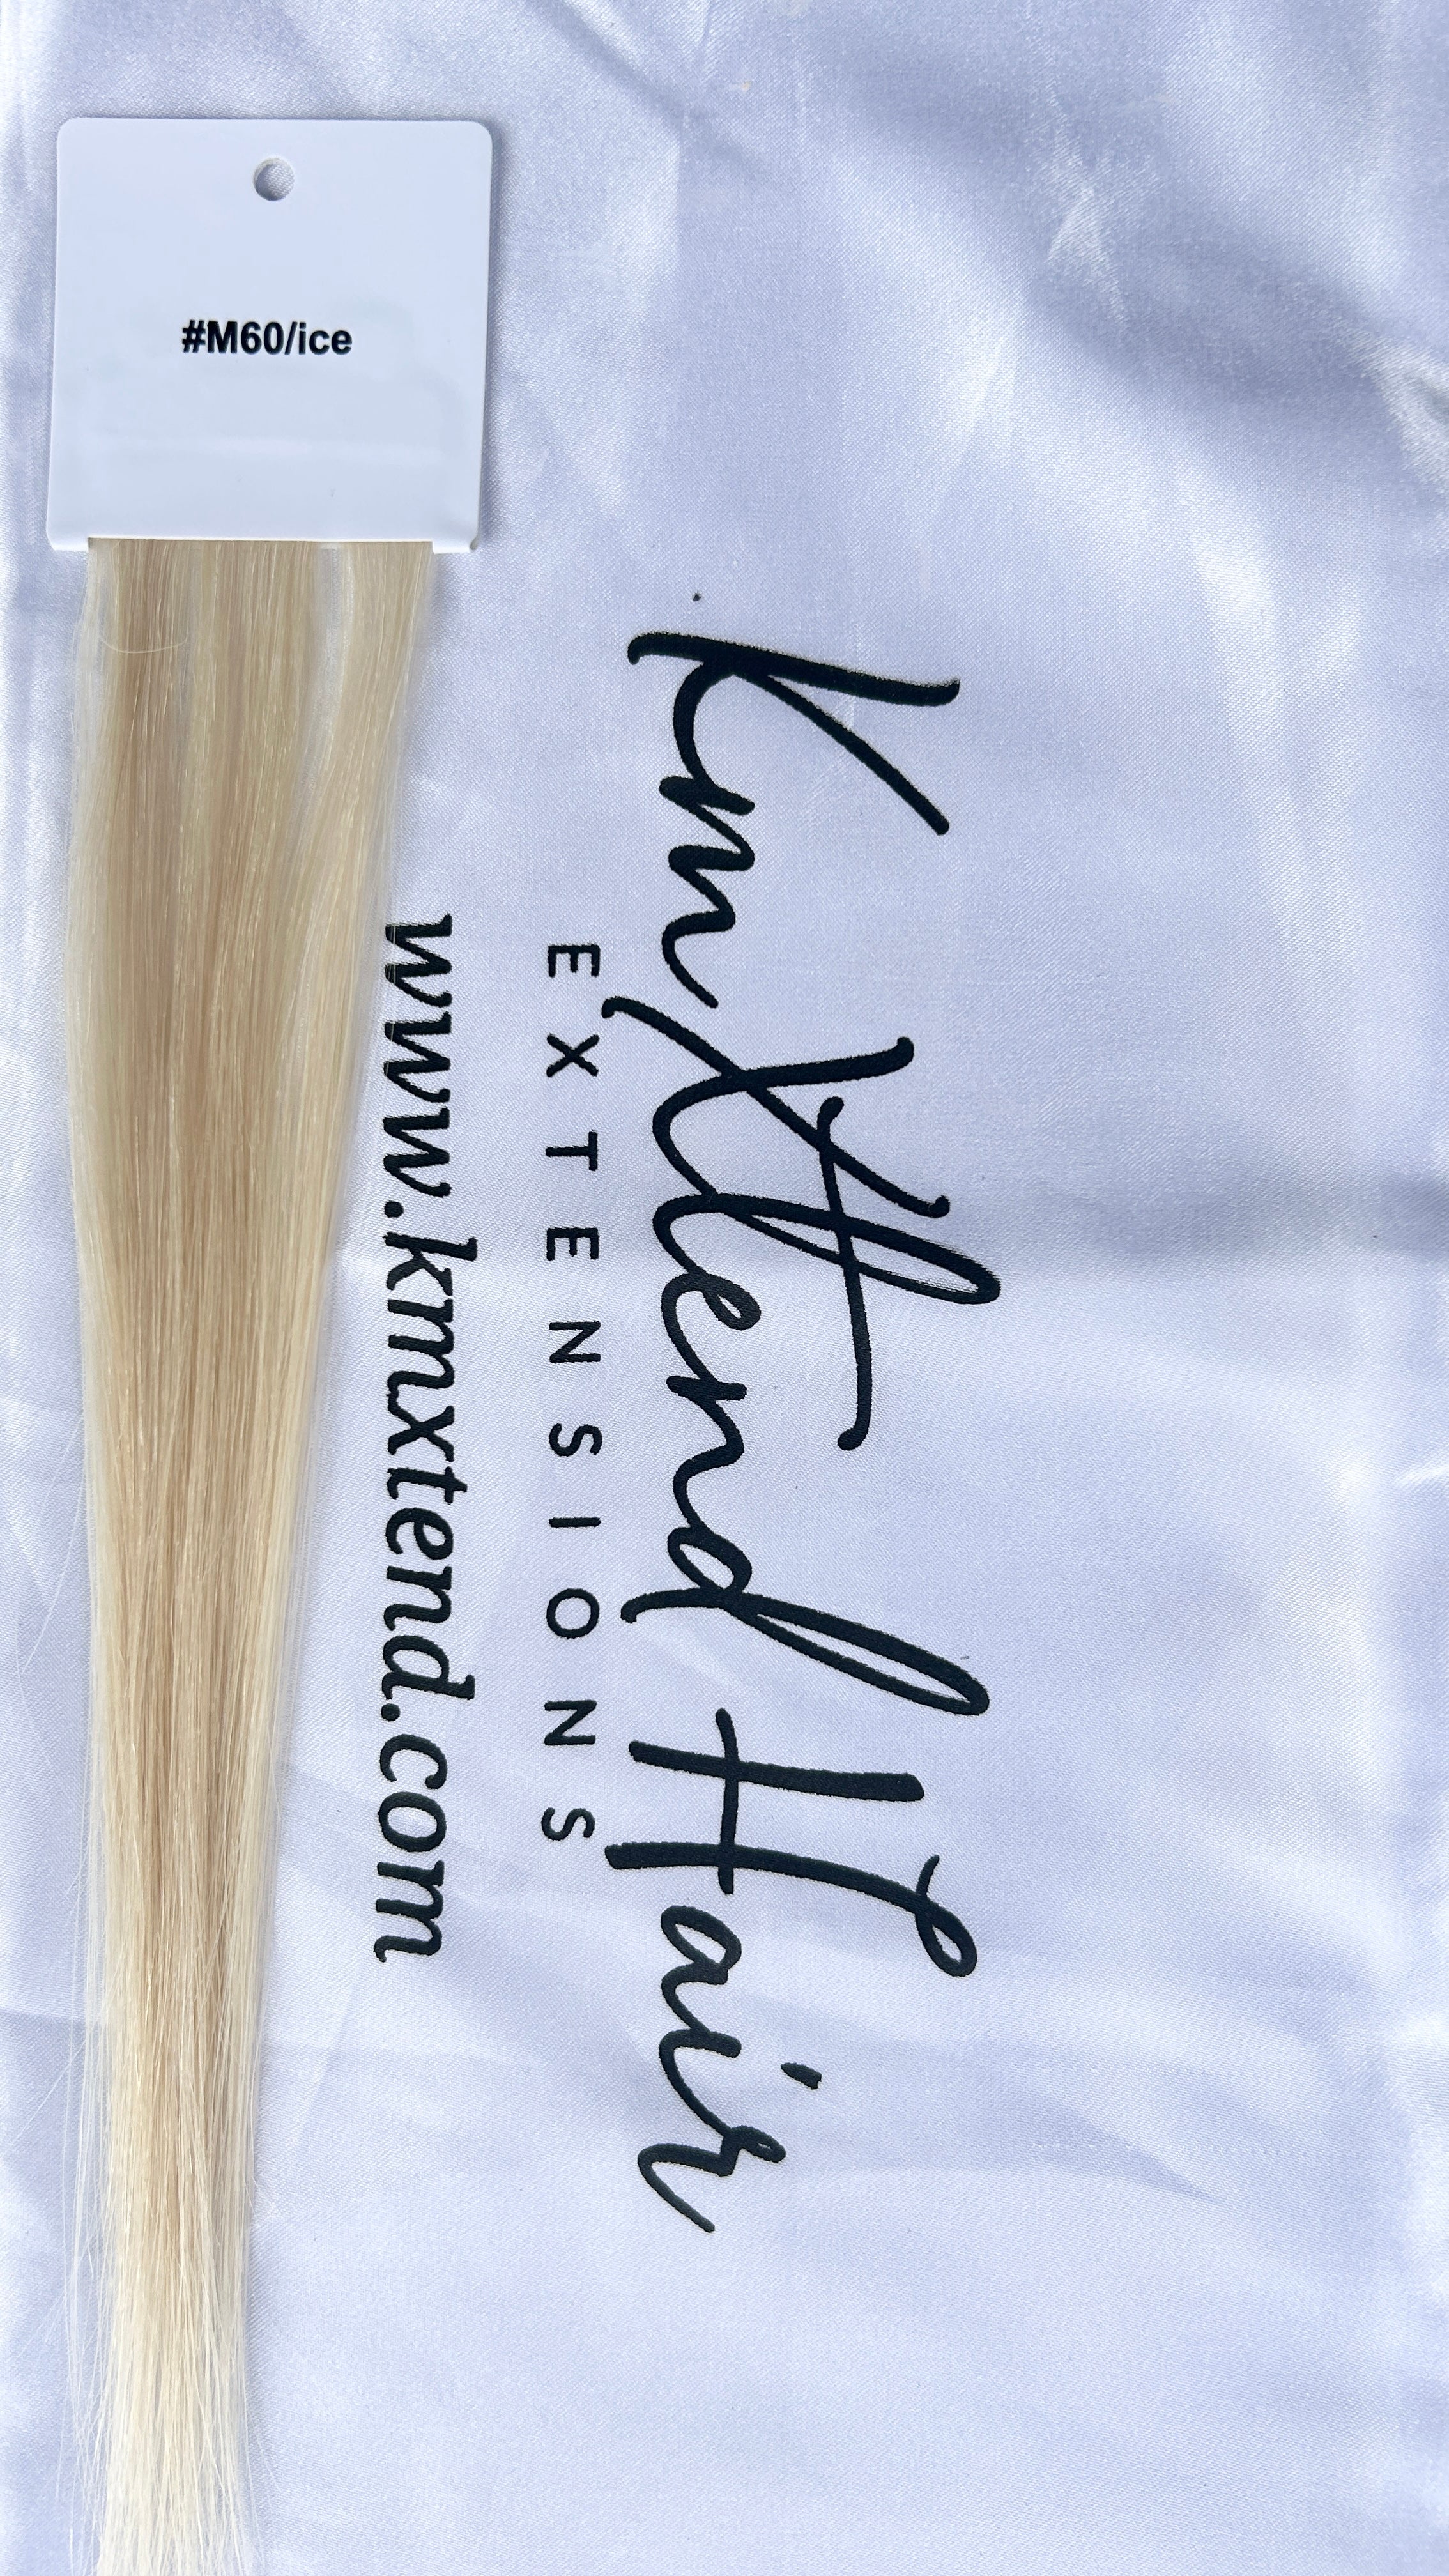 #M60/ice
KmXtend Hair
EXTENSIONS
www.kmxtend.com